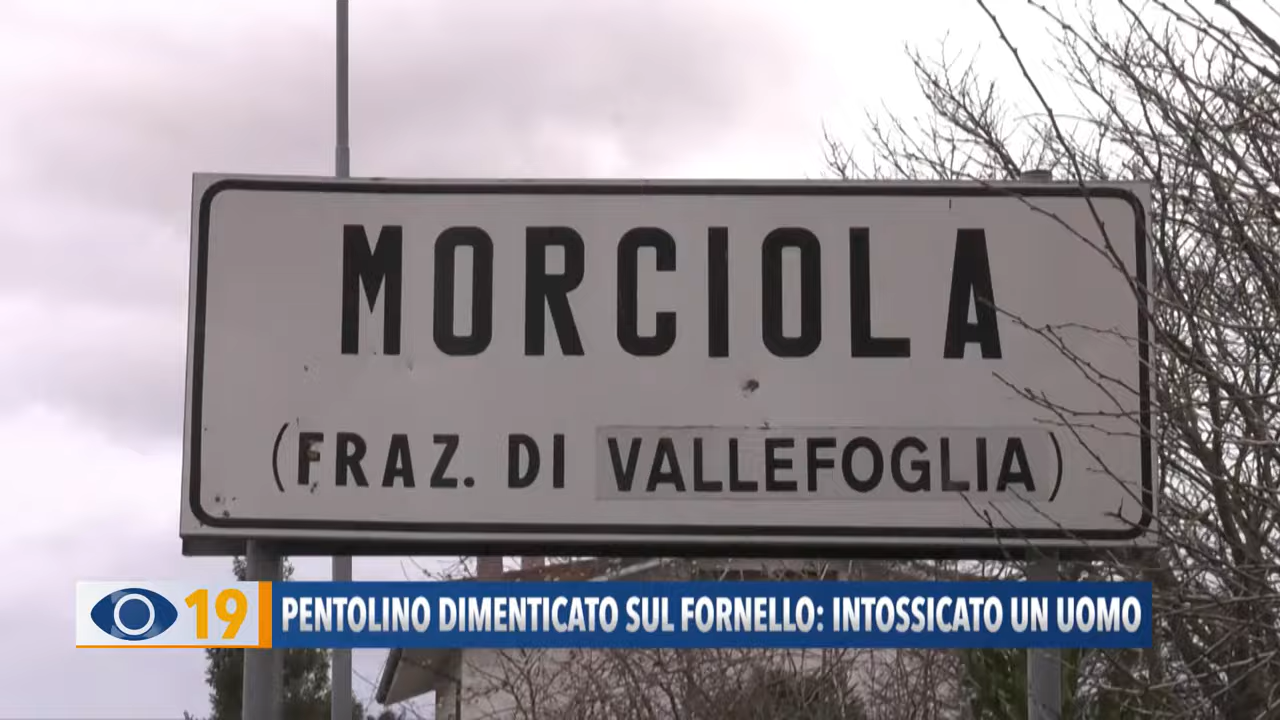 MORCIOLA
(FRAZ. DI VALLEFOGLIA)
19 PENTOLINO DIMENTICATO SUL FORNELLO: INTOSSICATO UN UOMO